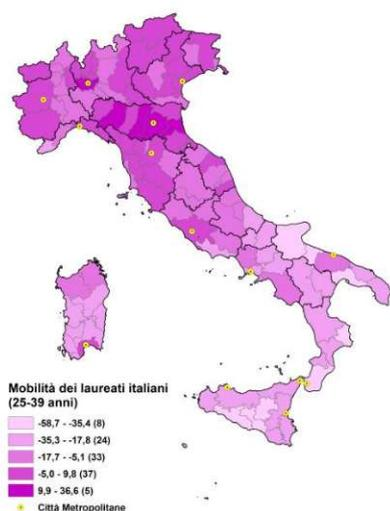 Mobilità dei laureati italiani
(25-39 anni)
-58,7 - -35,4 (8)
-35,3 - -17,8 (24)
-17,7 - -5,1 (33)
-5,0 - 9,8 (37)
9,9 - 36,6 (5)
Città Metropolitane